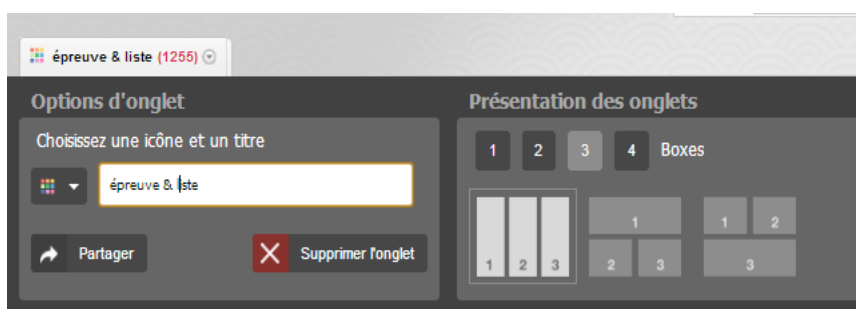 épreuve & liste (1255)
Options d'onglet
Présentation des onglets
Choisissez une icône et un titre
1 2 3 4 Boxes
épreuve & liste
Partager
Supprimer l'onglet
1 2 3
1
2 3
1 2
3